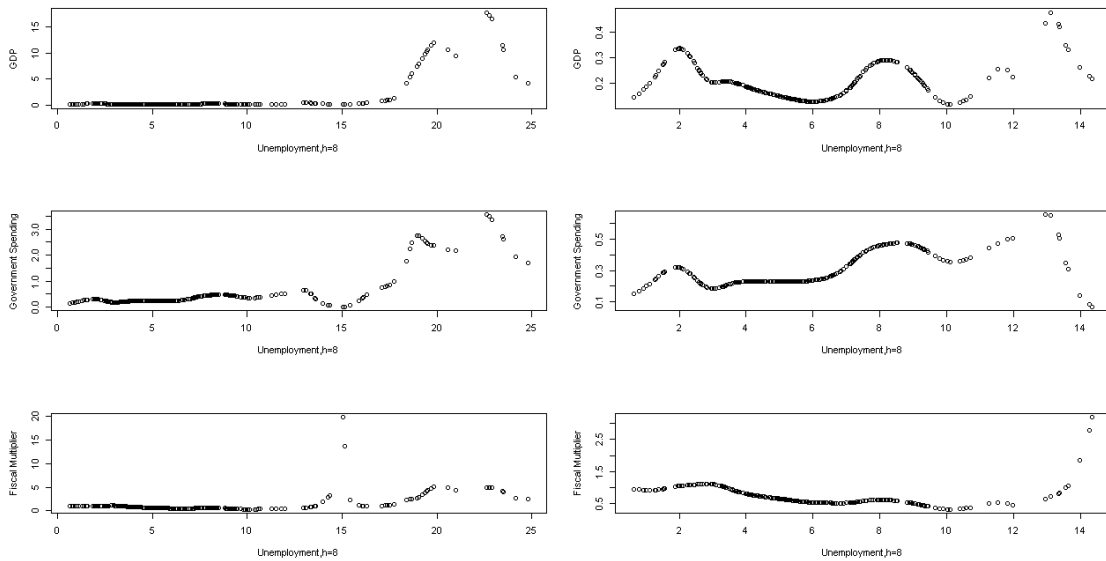 GDP
0 5 10 15
0 5 10 15 20 25
Unemployment,h=8
GDP
0.2 0.3 0.4
2 4 6 8 10 12 14
Unemployment,h=8
Government Spending
0.0 1.0 2.0 3.0
0 5 10 15 20 25
Unemployment,h=8
Government Spending
0.1 0.3 0.5
2 4 6 8 10 12 14
Unemployment,h=8
Fiscal Multiplier
0 5 10 15 20
0 5 10 15 20 25
Unemployment,h=8
Fiscal Multiplier
0.5 1.5 2.5
2 4 6 8 10 12 14
Unemployment,h=8